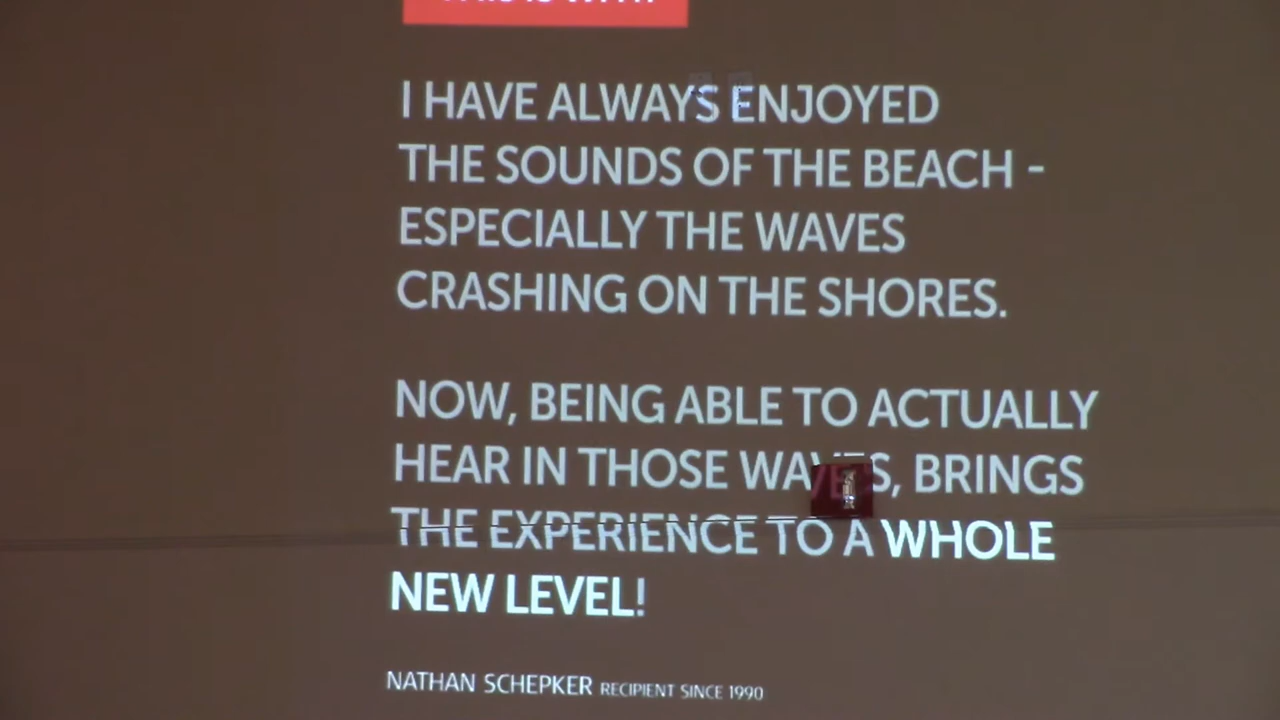 I HAVE ALWAYS ENJOYED
THE SOUNDS OF THE BEACH -
ESPECIALLY THE WAVES
CRASHING ON THE SHORES.
NOW, BEING ABLE TO ACTUALLY
HEAR IN THOSE WAVES, BRINGS
THE EXPERIENCE TO A WHOLE
NEW LEVEL!
NATHAN SCHEPKER RECIPIENT SINCE 1990